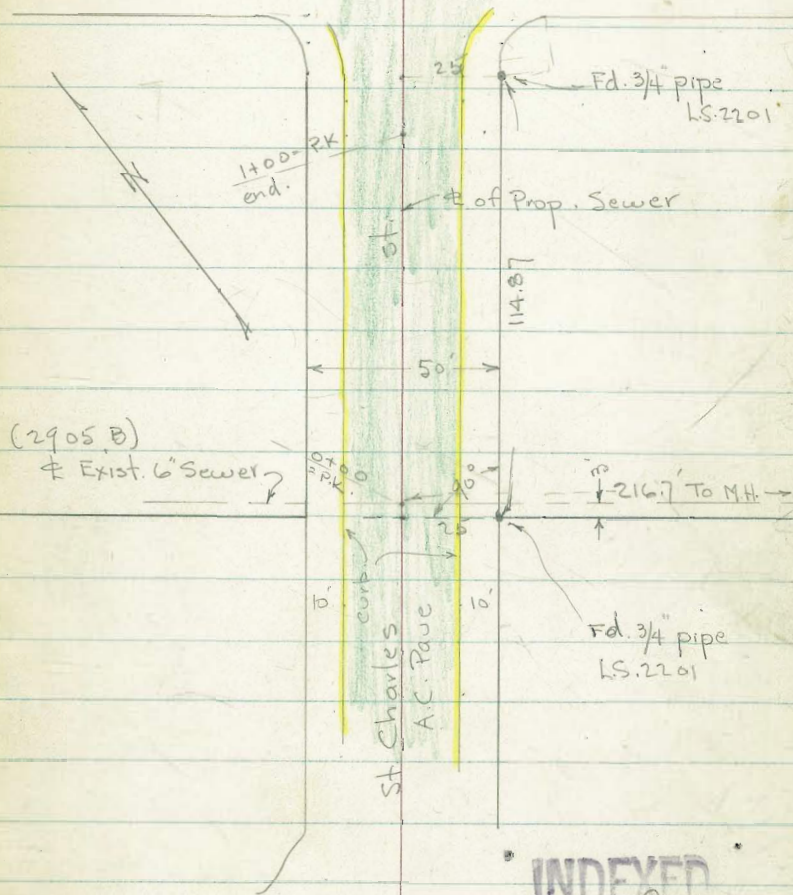 25'
Fd. 3/4" pipe
L.S. 2201
1+00 = P.K
end.
℄ of Prop. Sewer
St.
114.87
50'
(2905 B)
℄ Exist. 6" Sewer
0+00
= P.K.
90°
3'
216.7' To M.H.
25'
10'
curb
10'
Fd. 3/4" pipe
L.S. 2201
St Charles
A.C. Pave
N
INDEXED